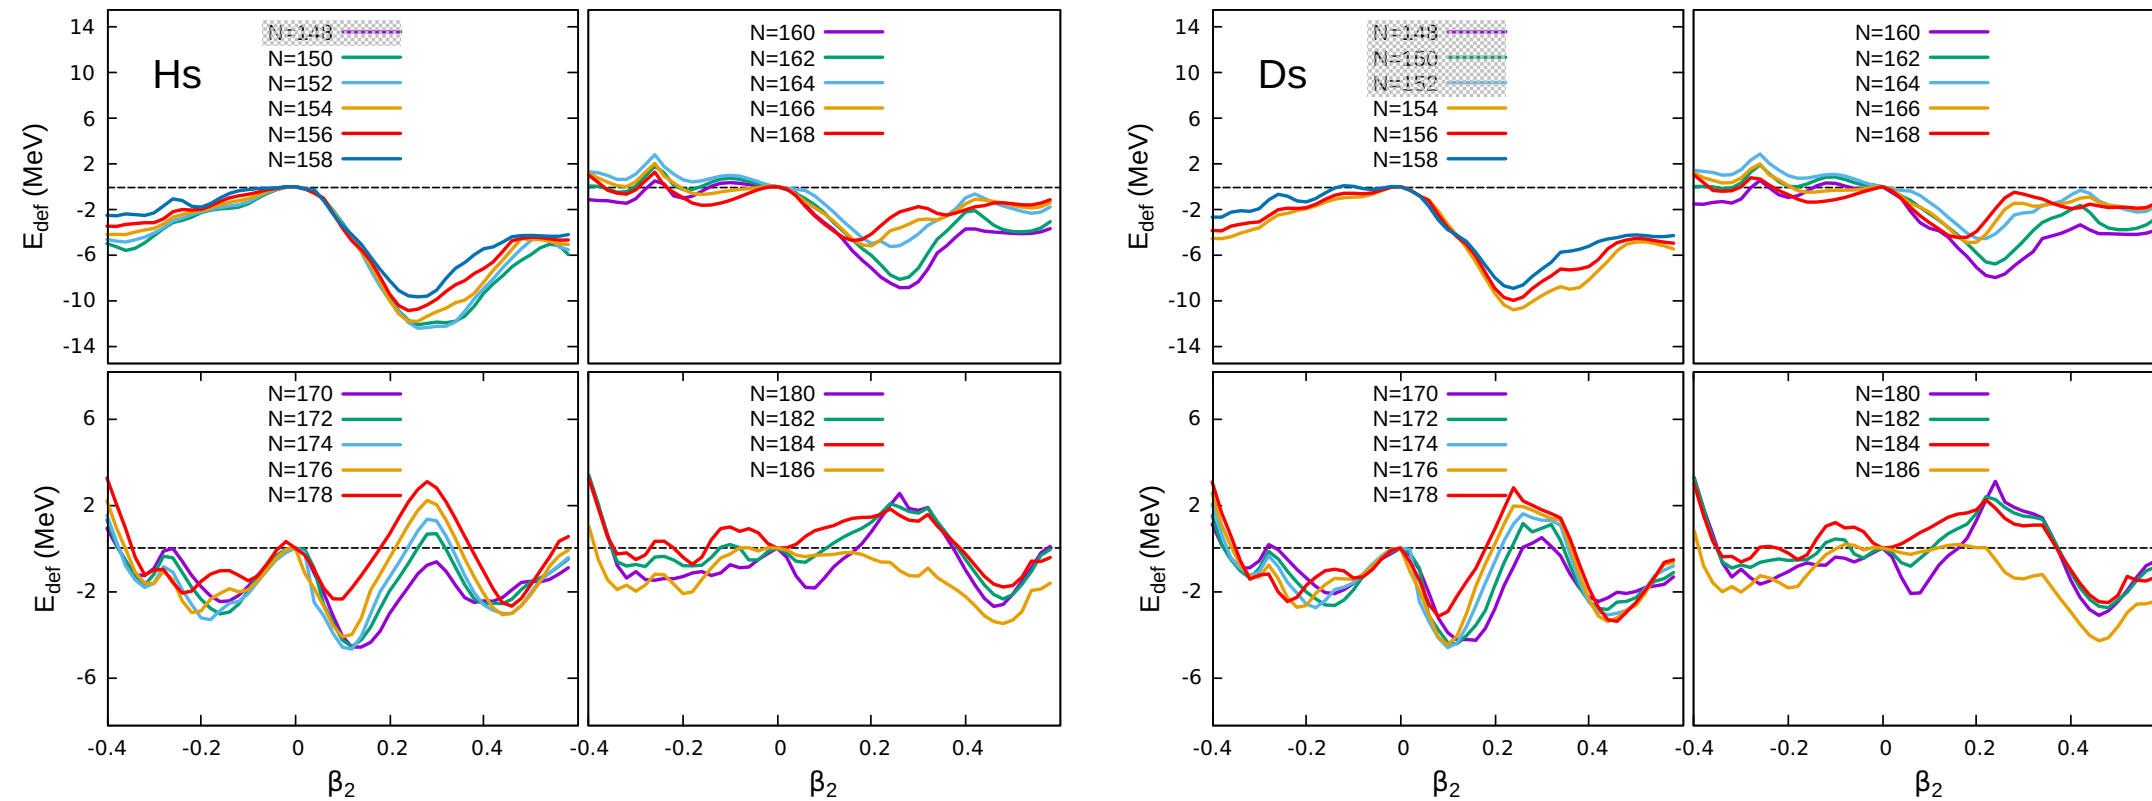 Hs
E_def (MeV)
14
10
6
2
-2
-6
-10
-14
N=148
N=150
N=152
N=154
N=156
N=158
N=160
N=162
N=164
N=166
N=168
E_def (MeV)
6
2
-2
-6
N=170
N=172
N=174
N=176
N=178
N=180
N=182
N=184
N=186
-0.4 -0.2 0 0.2 0.4 -0.4 -0.2 0 0.2 0.4
β₂ β₂
Ds
E_def (MeV)
14
10
6
2
-2
-6
-10
-14
N=148
N=150
N=152
N=154
N=156
N=158
N=160
N=162
N=164
N=166
N=168
E_def (MeV)
6
2
-2
-6
N=170
N=172
N=174
N=176
N=178
N=180
N=182
N=184
N=186
-0.4 -0.2 0 0.2 0.4 -0.4 -0.2 0 0.2 0.4
β₂ β₂